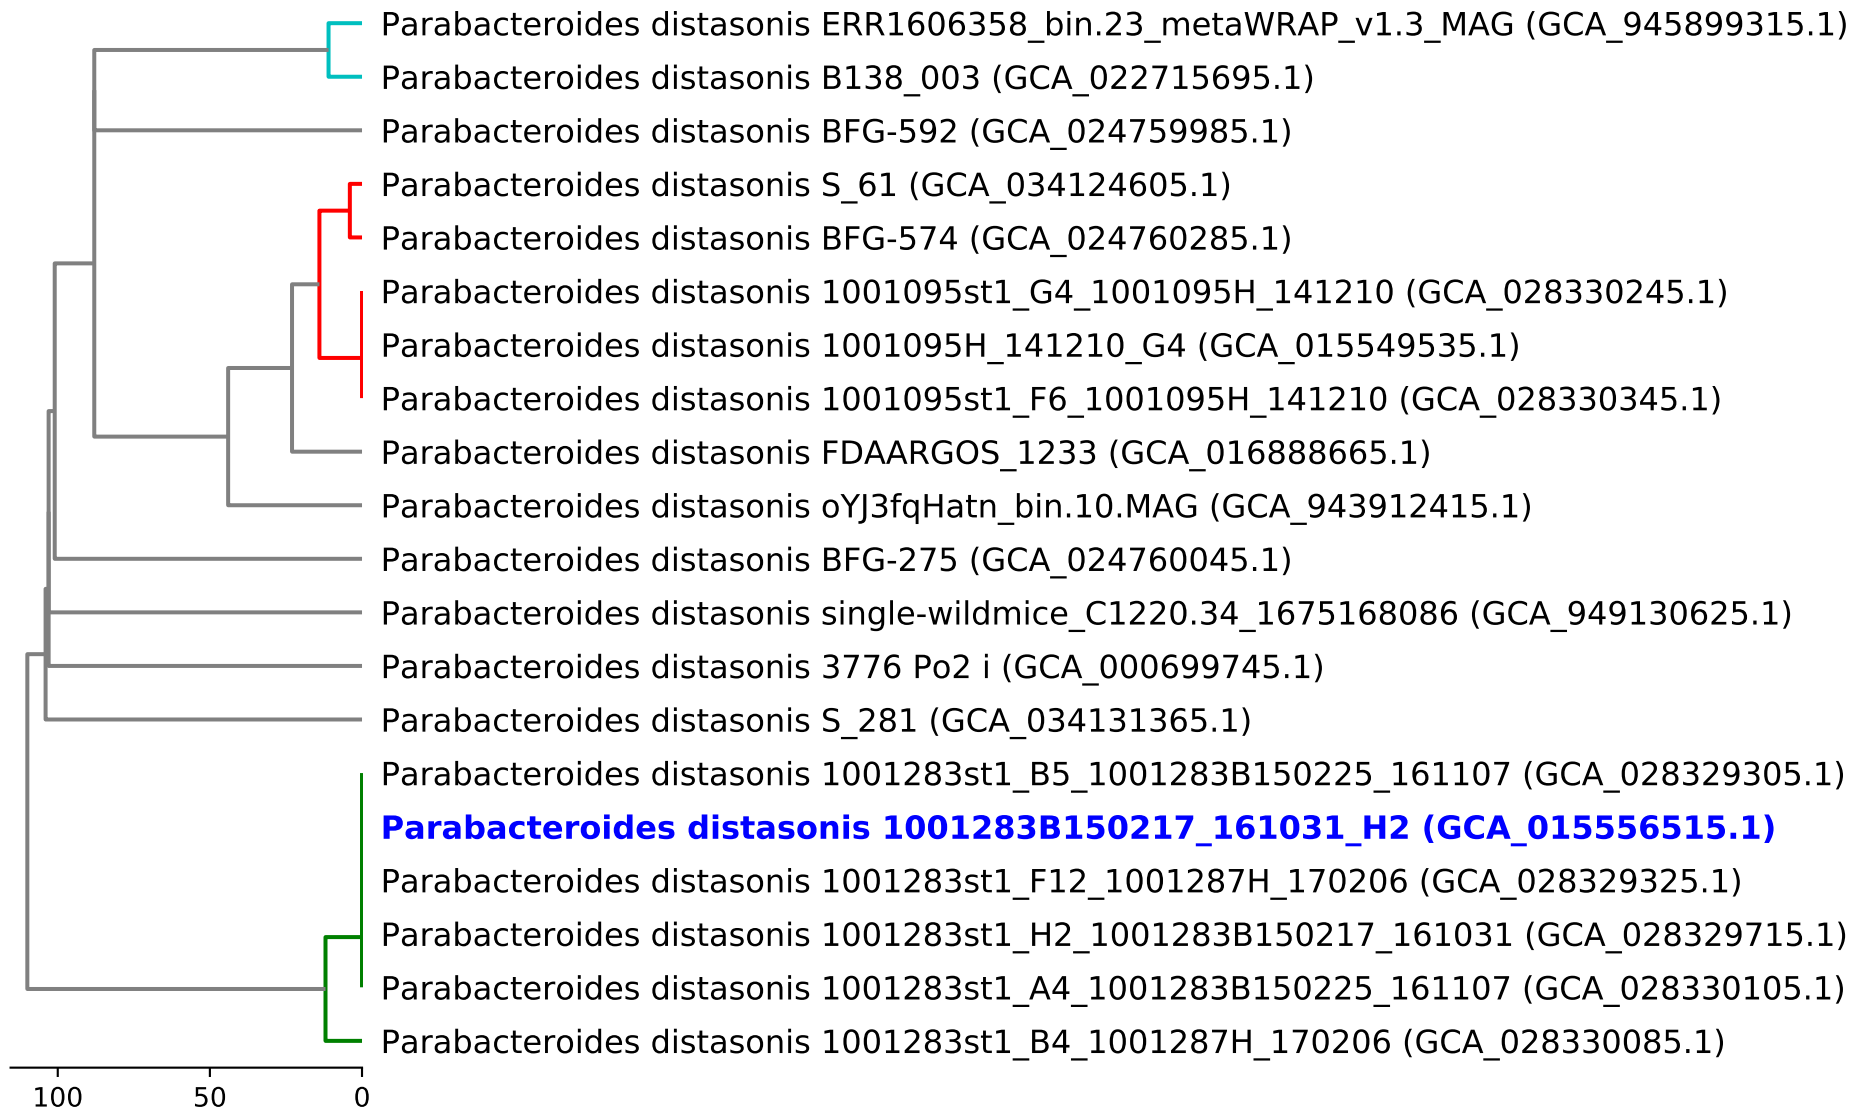 Parabacteroides distasonis ERR1606358_bin.23_metaWRAP_v1.3_MAG (GCA_945899315.1)
Parabacteroides distasonis B138_003 (GCA_022715695.1)
Parabacteroides distasonis BFG-592 (GCA_024759985.1)
Parabacteroides distasonis S_61 (GCA_034124605.1)
Parabacteroides distasonis BFG-574 (GCA_024760285.1)
Parabacteroides distasonis 1001095st1_G4_1001095H_141210 (GCA_028330245.1)
Parabacteroides distasonis 1001095H_141210_G4 (GCA_015549535.1)
Parabacteroides distasonis 1001095st1_F6_1001095H_141210 (GCA_028330345.1)
Parabacteroides distasonis FDAARGOS_1233 (GCA_016888665.1)
Parabacteroides distasonis oYJ3fqHatn_bin.10.MAG (GCA_943912415.1)
Parabacteroides distasonis BFG-275 (GCA_024760045.1)
Parabacteroides distasonis single-wildmice_C1220.34_1675168086 (GCA_949130625.1)
Parabacteroides distasonis 3776 Po2 i (GCA_000699745.1)
Parabacteroides distasonis S_281 (GCA_034131365.1)
Parabacteroides distasonis 1001283st1_B5_1001283B150225_161107 (GCA_028329305.1)
Parabacteroides distasonis 1001283B150217_161031_H2 (GCA_015556515.1)
Parabacteroides distasonis 1001283st1_F12_1001287H_170206 (GCA_028329325.1)
Parabacteroides distasonis 1001283st1_H2_1001283B150217_161031 (GCA_028329715.1)
Parabacteroides distasonis 1001283st1_A4_1001283B150225_161107 (GCA_028330105.1)
Parabacteroides distasonis 1001283st1_B4_1001287H_170206 (GCA_028330085.1)
100 50 0